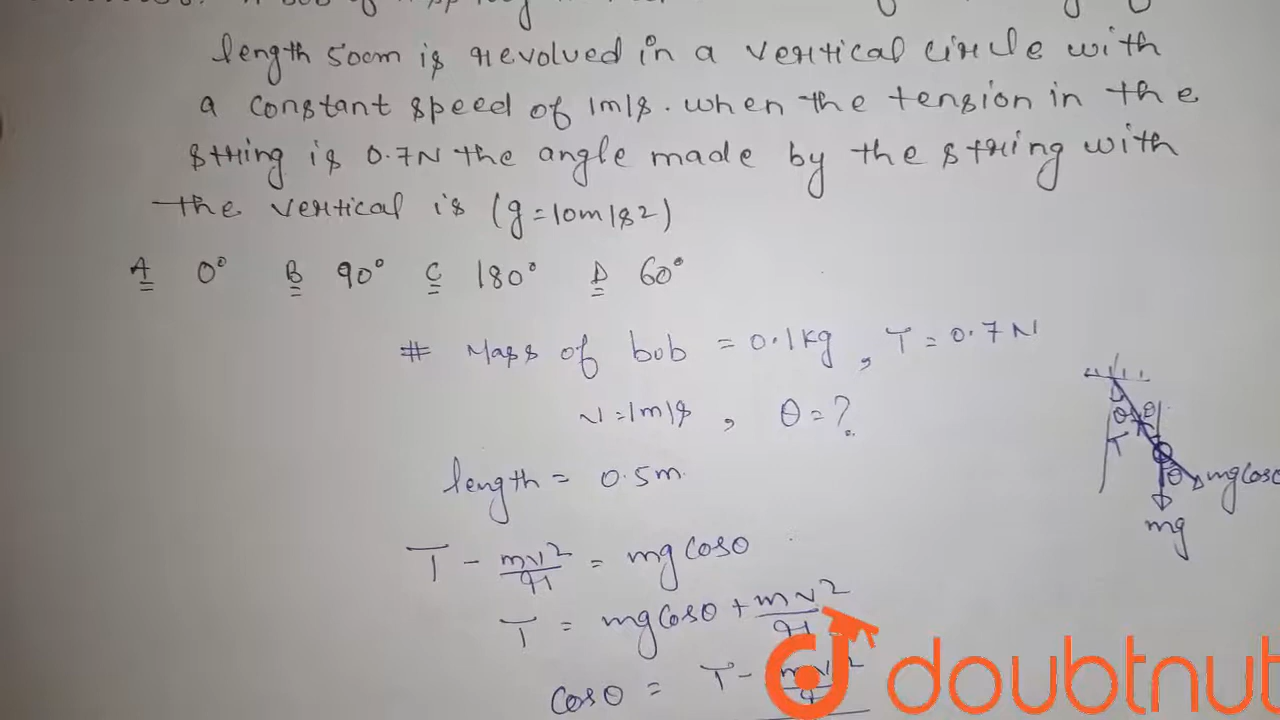 length 50cm is revolved in a vertical circle with
a constant speed of 1m/s. when the tension in the
string is 0.7N the angle made by the string with
the vertical is (g=10m/s2)
A 0° B 90° C 180° D 60°
# Mass of bob = 0.1kg, T = 0.7N
v=1m/s, θ=?
length = 0.5m.
T - mv²/r = mg cosθ
T = mg cosθ + mv²/r
cosθ = T - mv²/r
θ
θ
T
θ
mg cosθ
mg
doubtnut